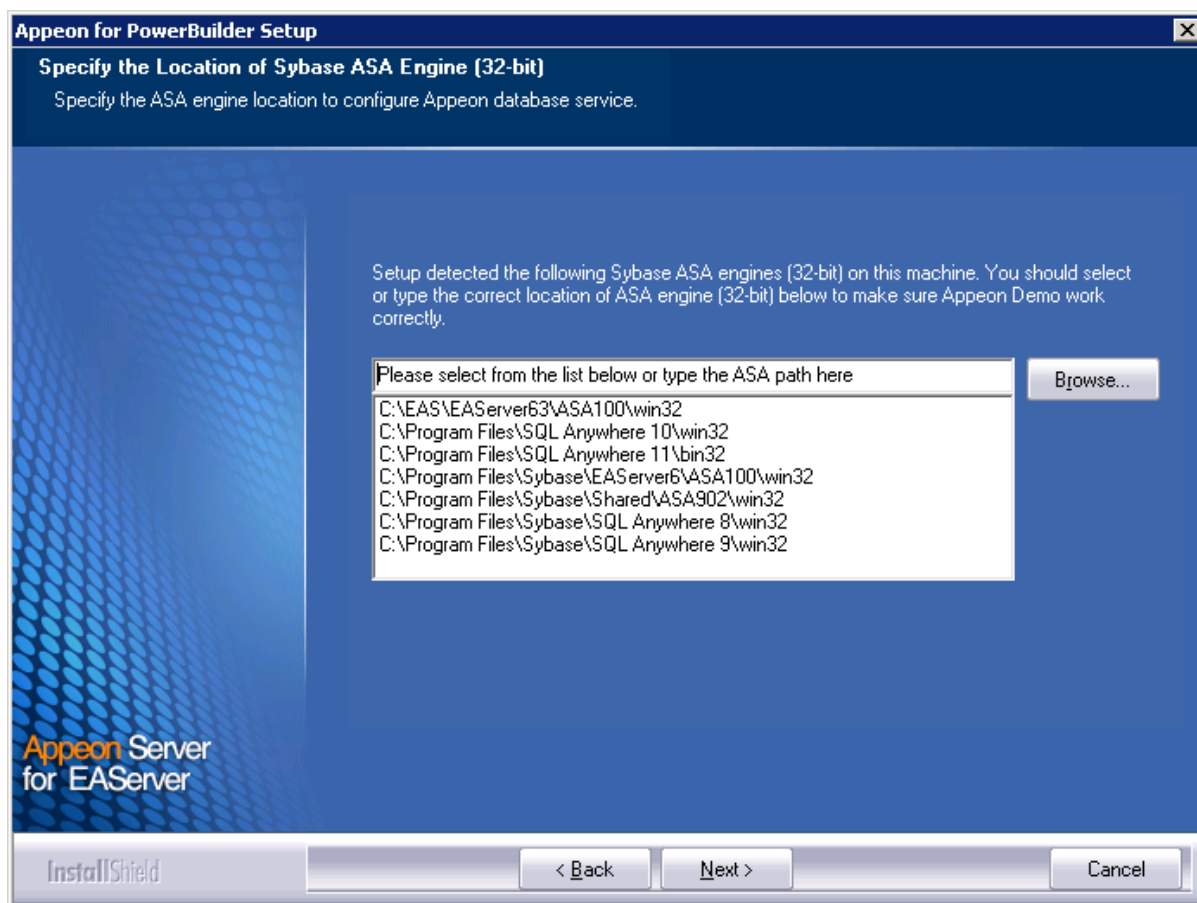 Appeon for PowerBuilder Setup
Specify the Location of Sybase ASA Engine (32-bit)
Specify the ASA engine location to configure Appeon database service.
Setup detected the following Sybase ASA engines (32-bit) on this machine. You should select
or type the correct location of ASA engine (32-bit) below to make sure Appeon Demo work
correctly.
Please select from the list below or type the ASA path here
Browse...
C:\EAS\EAServer63\ASA100\win32
C:\Program Files\SQL Anywhere 10\win32
C:\Program Files\SQL Anywhere 11\bin32
C:\Program Files\Sybase\EAServer6\ASA100\win32
C:\Program Files\Sybase\Shared\ASA902\win32
C:\Program Files\Sybase\SQL Anywhere 8\win32
C:\Program Files\Sybase\SQL Anywhere 9\win32
Appeon Server
for EAServer
InstallShield
< Back
Next >
Cancel